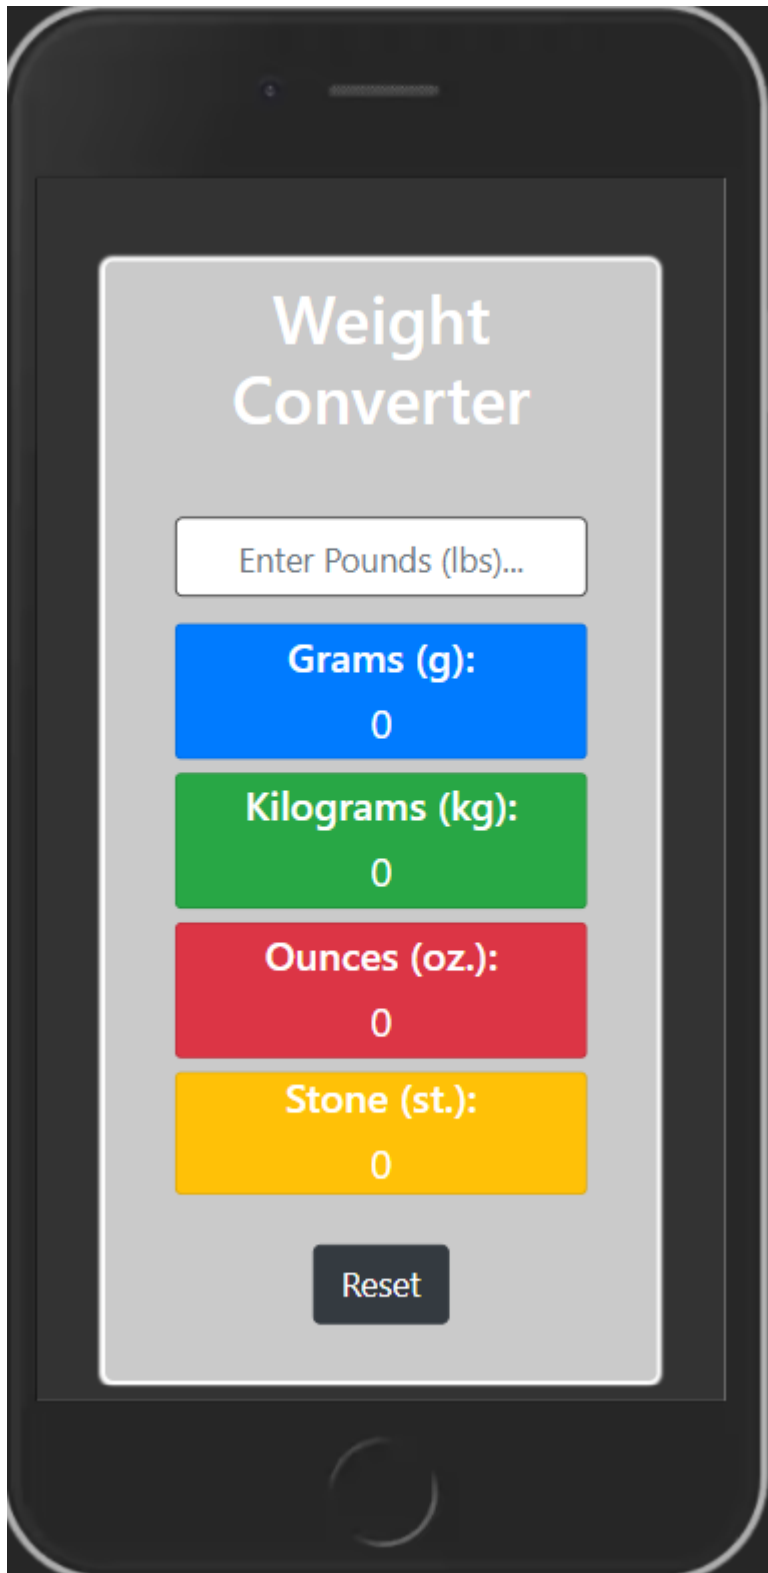 Weight
Converter
Enter Pounds (lbs)...
Grams (g):
0
Kilograms (kg):
0
Ounces (oz.):
0
Stone (st.):
0
Reset